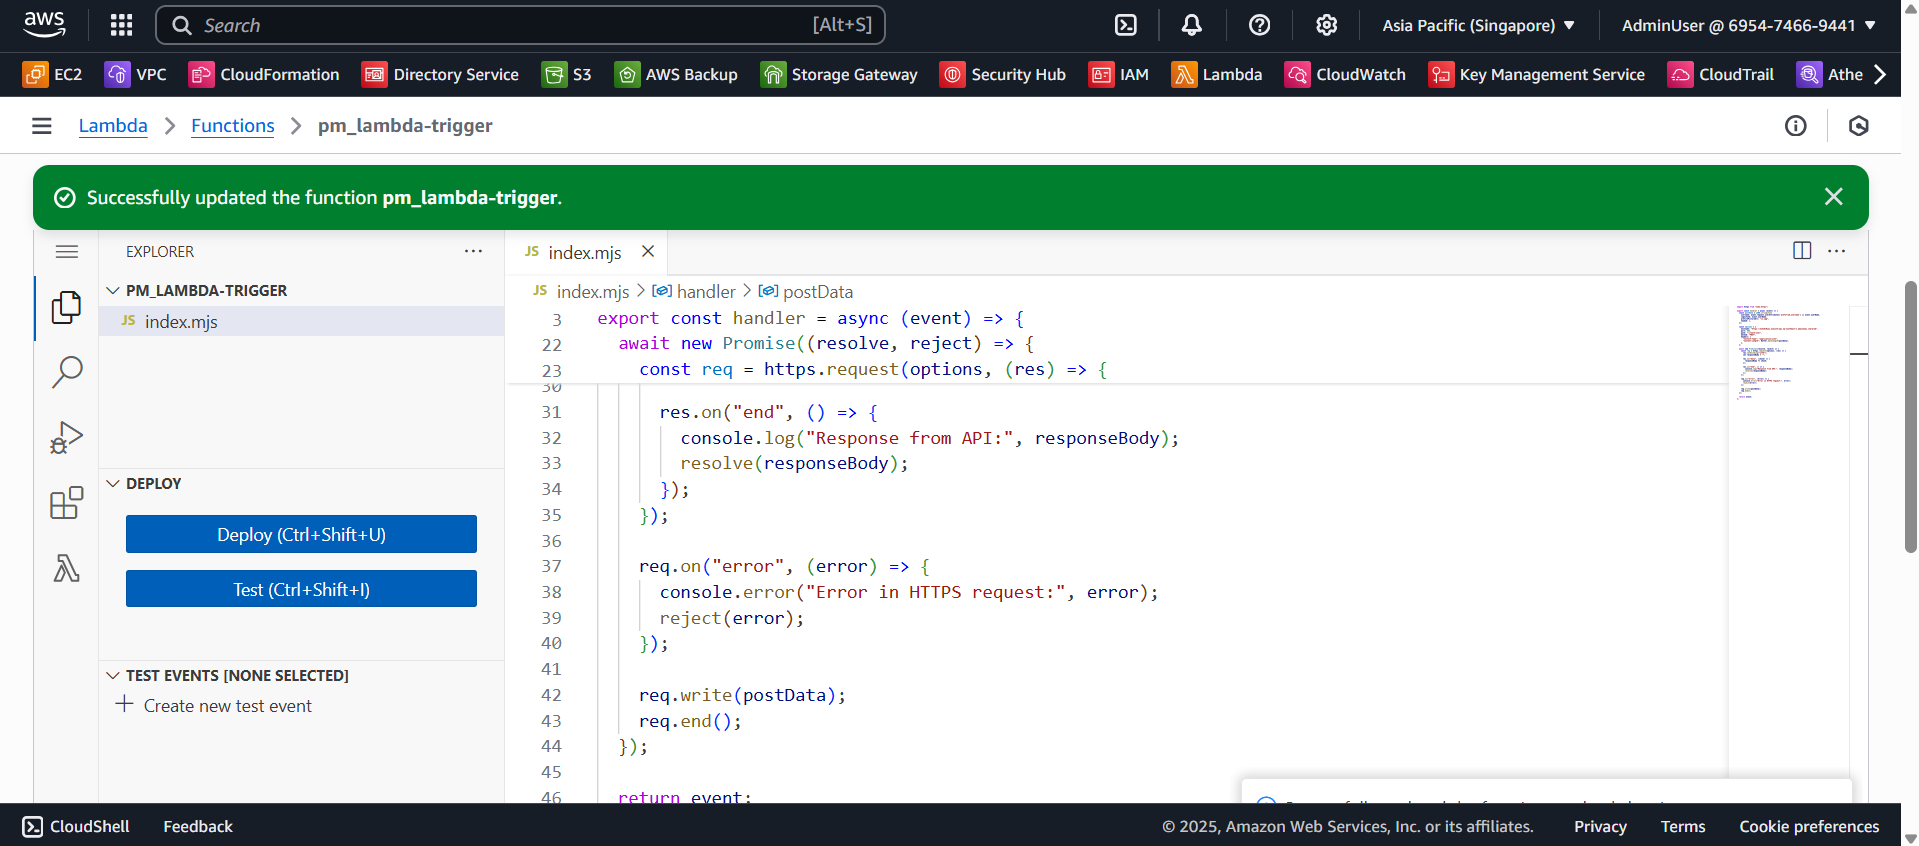 aws
Search [Alt+S]
Asia Pacific (Singapore)
AdminUser @ 6954-7466-9441
EC2 VPC CloudFormation Directory Service S3 AWS Backup Storage Gateway Security Hub IAM Lambda CloudWatch Key Management Service CloudTrail Athe
Lambda Functions pm_lambda-trigger
Successfully updated the function pm_lambda-trigger.
EXPLORER
PM_LAMBDA-TRIGGER
JS index.mjs
DEPLOY
Deploy (Ctrl+Shift+U)
Test (Ctrl+Shift+I)
TEST EVENTS [NONE SELECTED]
Create new test event
JS index.mjs
JS index.mjs handler postData
3 export const handler = async (event) => {
22 await new Promise((resolve, reject) => {
23 const req = https.request(options, (res) => {
30
31 res.on("end", () => {
32 console.log("Response from API:", responseBody);
33 resolve(responseBody);
34 });
35 });
36
37 req.on("error", (error) => {
38 console.error("Error in HTTPS request:", error);
39 reject(error);
40 });
41
42 req.write(postData);
43 req.end();
44 });
45
46 return event;
CloudShell Feedback
© 2025, Amazon Web Services, Inc. or its affiliates. Privacy Terms Cookie preferences